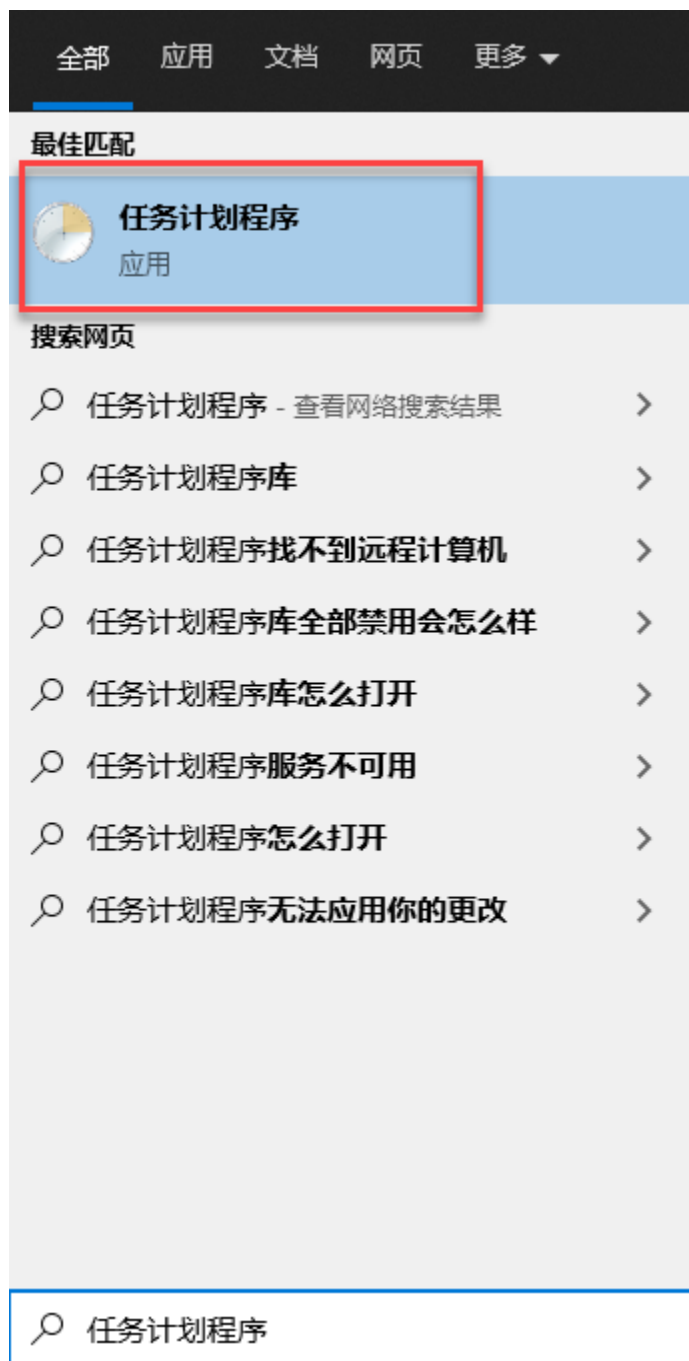 全部 应用 文档 网页 更多
最佳匹配
任务计划程序
应用
搜索网页
任务计划程序 - 查看网络搜索结果
任务计划程序库
任务计划程序找不到远程计算机
任务计划程序库全部禁用会怎么样
任务计划程序库怎么打开
任务计划程序服务不可用
任务计划程序怎么打开
任务计划程序无法应用你的更改
任务计划程序